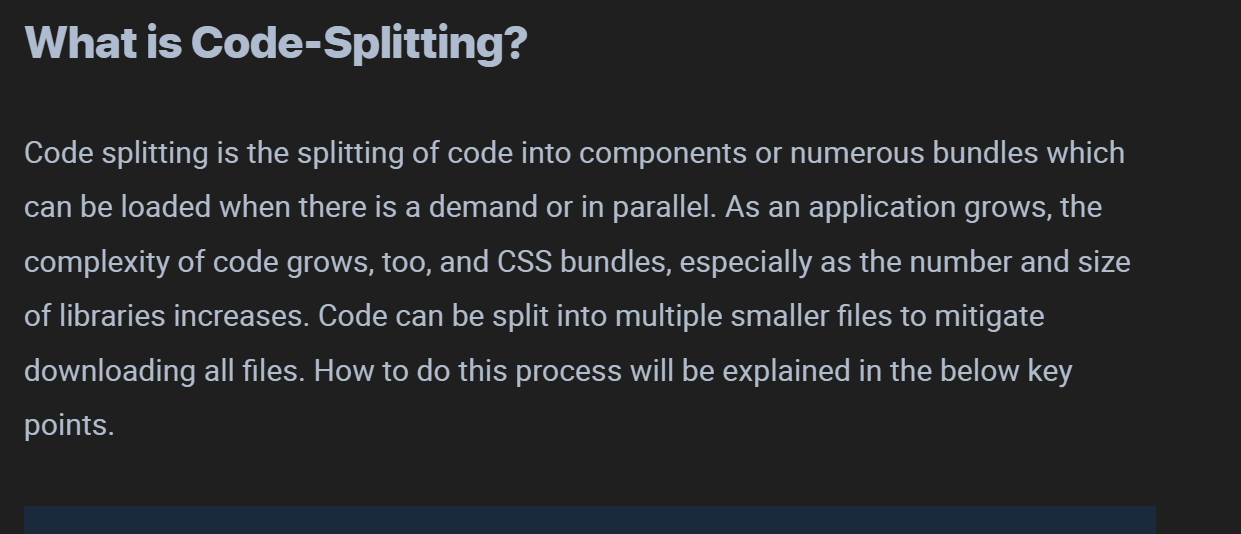 What is Code-Splitting?
Code splitting is the splitting of code into components or numerous bundles which
can be loaded when there is a demand or in parallel. As an application grows, the
complexity of code grows, too, and CSS bundles, especially as the number and size
of libraries increases. Code can be split into multiple smaller files to mitigate
downloading all files. How to do this process will be explained in the below key
points.